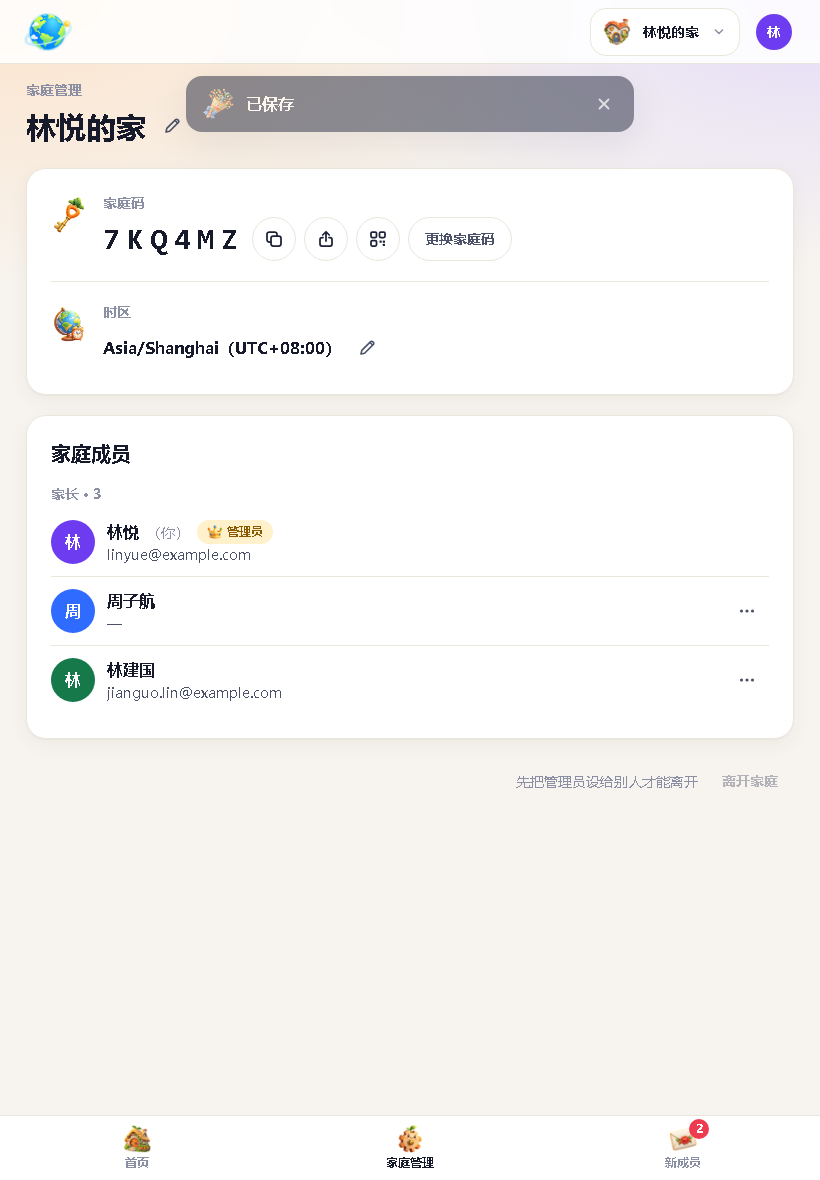 林悦的家
林
家庭管理
已保存
林悦的家
家庭码
7KQ4MZ
更换家庭码
时区
Asia/Shanghai（UTC+08:00）
家庭成员
家长 • 3
林
林悦 （你） 管理员
linyue@example.com
周
周子航
—
林
林建国
jianguo.lin@example.com
先把管理员设给别人才能离开 离开家庭
2
首页 家庭管理 新成员